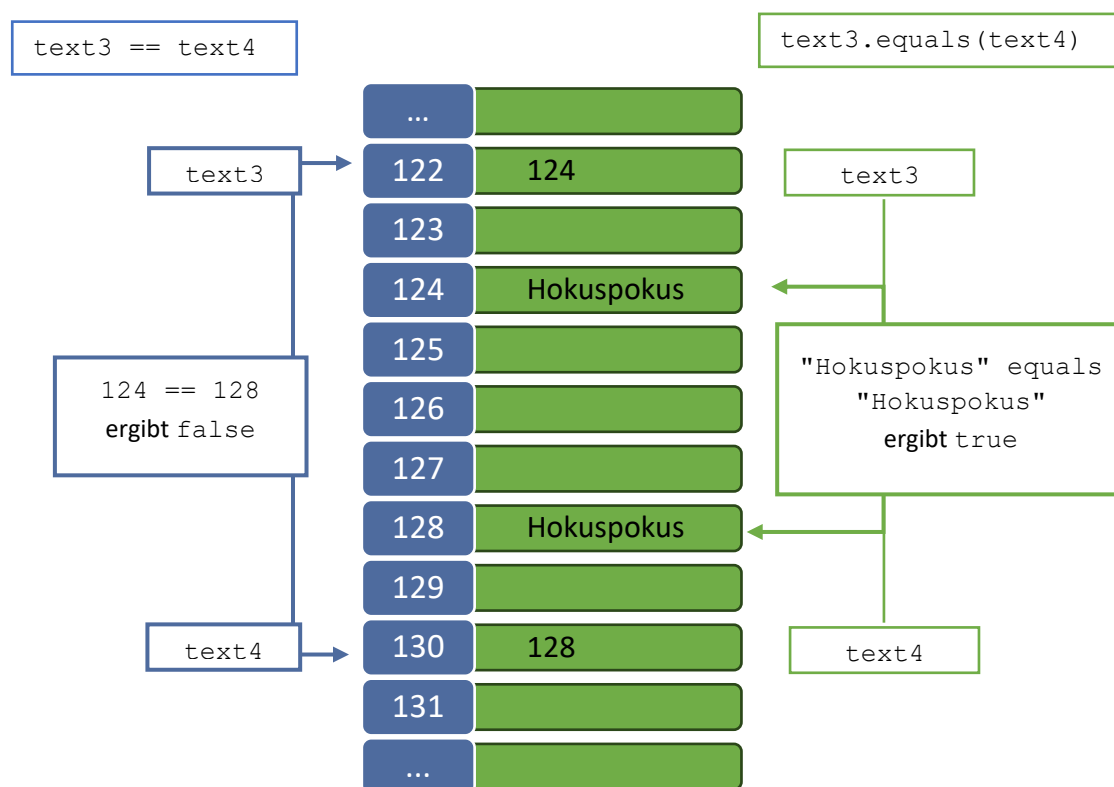 text3 == text4
text3.equals(text4)
...
text3
122 124
text3
123
124 Hokuspokus
125
124 == 128
ergibt false
126
"Hokuspokus" equals
"Hokuspokus"
ergibt true
127
128 Hokuspokus
129
text4
130 128
text4
131
...